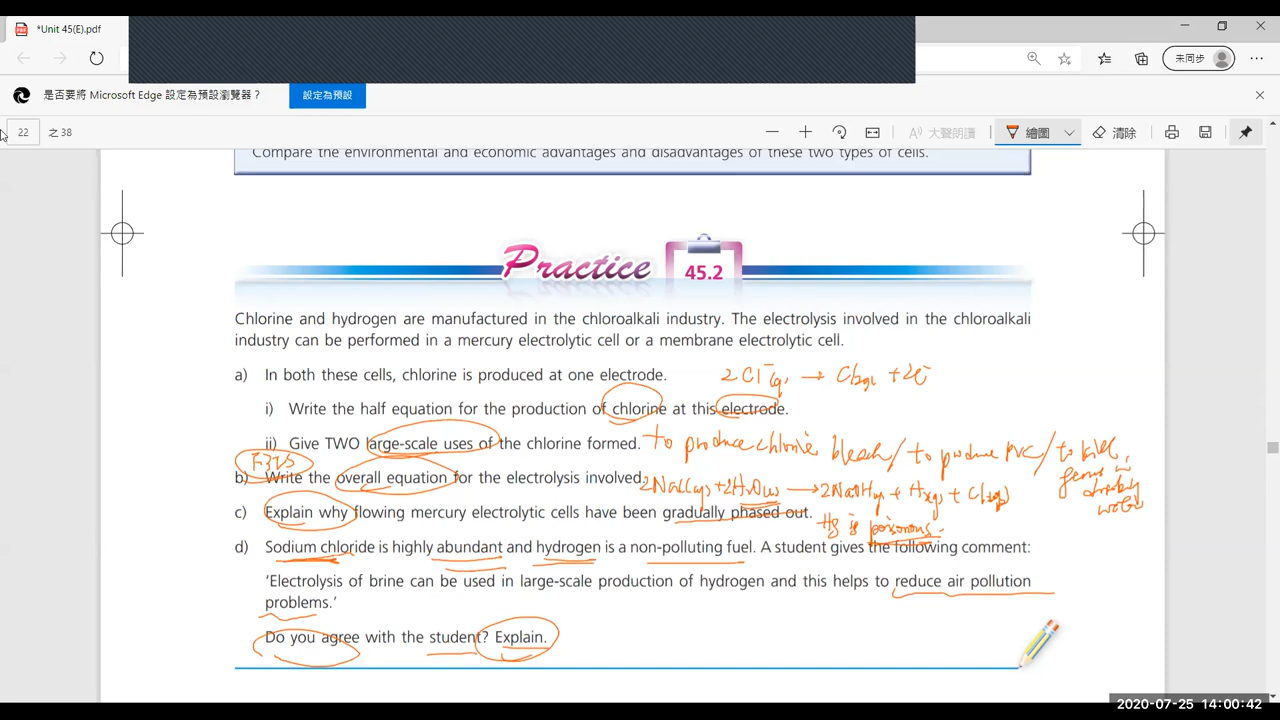 *Unit 45(E).pdf
未同步
是否要將 Microsoft Edge 設定為預設瀏覽器？ 設定為預設
22 之 38 大聲朗讀 繪圖 清除
Compare the environmental and economic advantages and disadvantages of these two types of cells.
Practice 45.2
Chlorine and hydrogen are manufactured in the chloroalkali industry. The electrolysis involved in the chloroalkali
industry can be performed in a mercury electrolytic cell or a membrane electrolytic cell.
a) In both these cells, chlorine is produced at one electrode. 2Cl⁻(aq) → Cl₂(g) + 2e⁻
i) Write the half equation for the production of chlorine at this electrode.
ii) Give TWO large-scale uses of the chlorine formed. to produce chlorine bleach / to produce PVC / to kill
germs in
drinking
water
b) Write the overall equation for the electrolysis involved. 2NaCl(aq) + 2H₂O(l) → 2NaOH(aq) + H₂(g) + Cl₂(g)
c) Explain why flowing mercury electrolytic cells have been gradually phased out. Hg is poisonous.
d) Sodium chloride is highly abundant and hydrogen is a non-polluting fuel. A student gives the following comment:
'Electrolysis of brine can be used in large-scale production of hydrogen and this helps to reduce air pollution
problems.'
Do you agree with the student? Explain.
2020-07-25 14:00:42